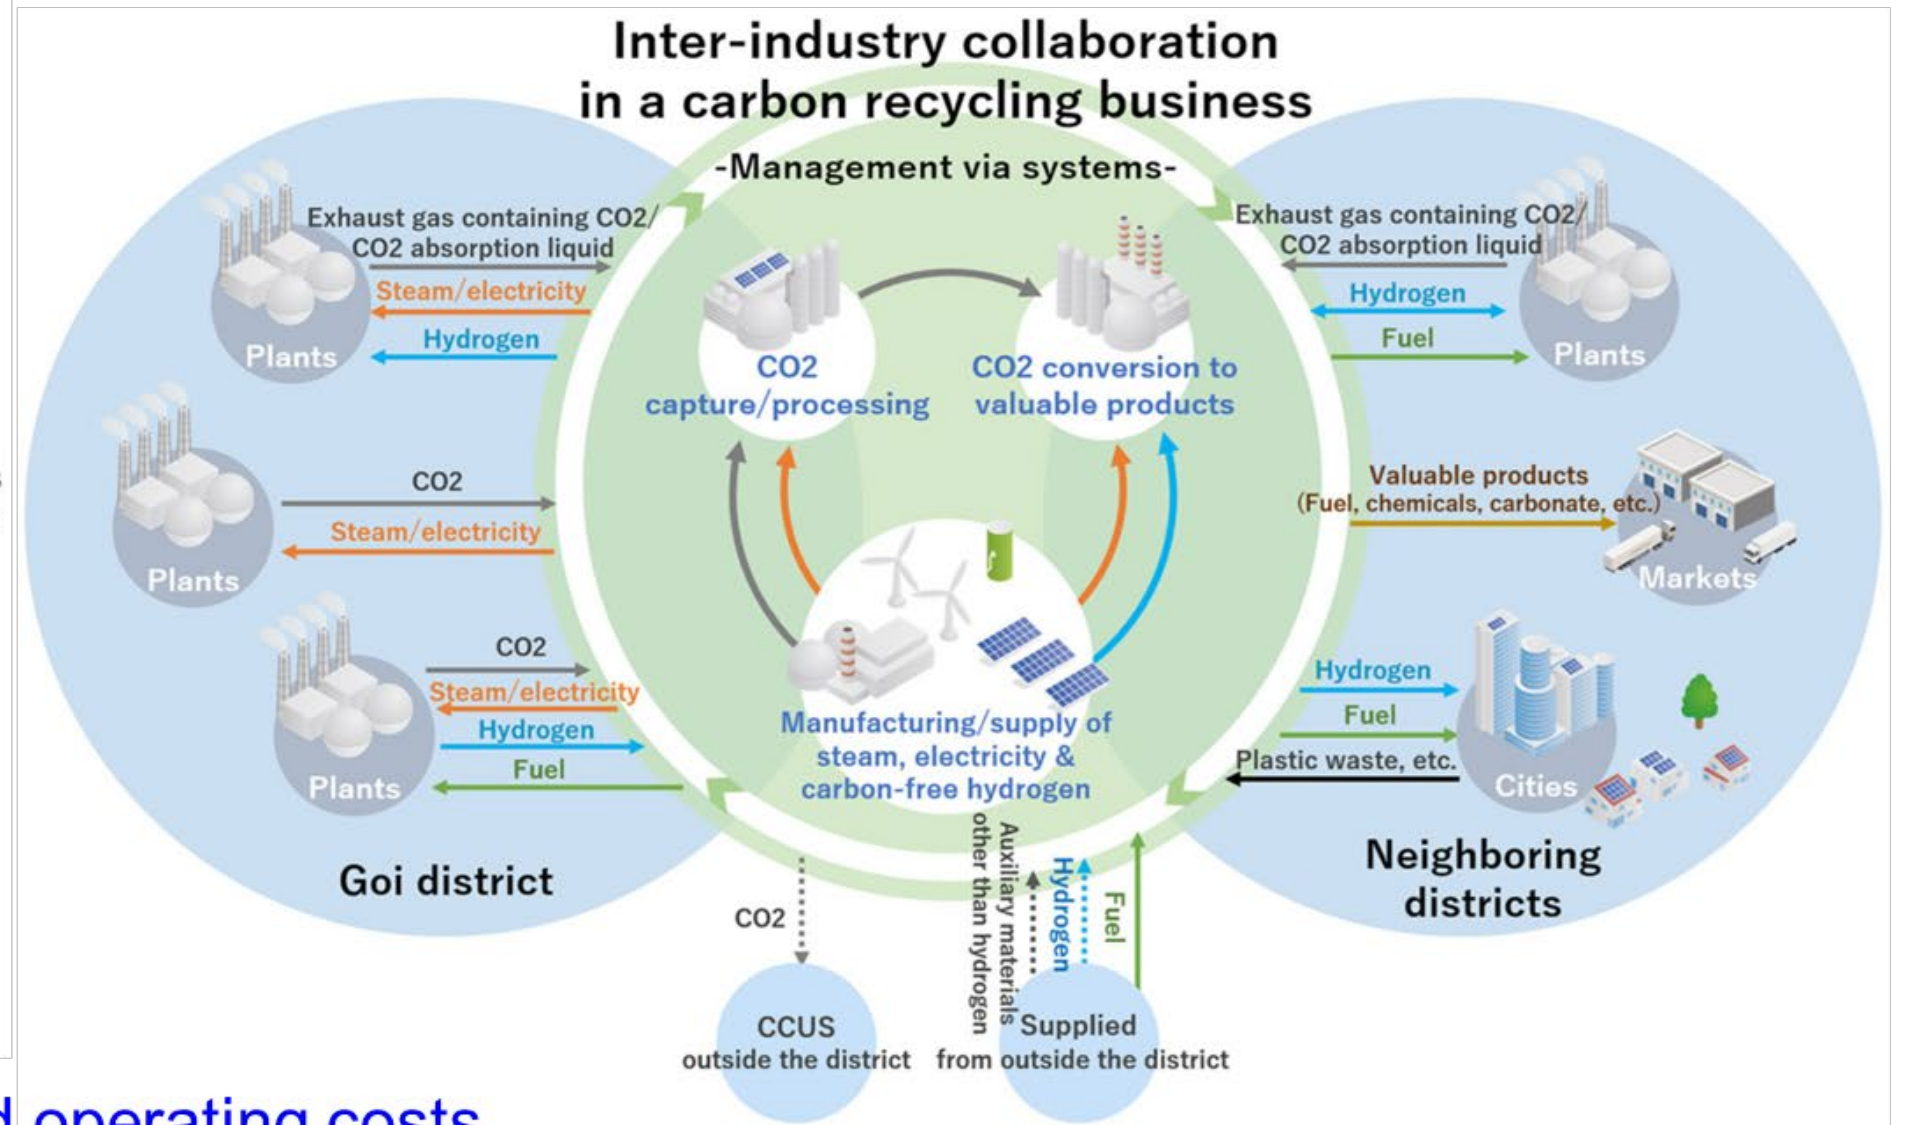 Inter-industry collaboration
in a carbon recycling business
-Management via systems-
Exhaust gas containing CO2/
CO2 absorption liquid
Steam/electricity
Hydrogen
Plants
CO2
Steam/electricity
Plants
CO2
Steam/electricity
Hydrogen
Fuel
Plants
Goi district
CO2
capture/processing
CO2 conversion to
valuable products
Manufacturing/supply of
steam, electricity &
carbon-free hydrogen
Exhaust gas containing CO2/
CO2 absorption liquid
Hydrogen
Fuel
Plants
Valuable products
(Fuel, chemicals, carbonate, etc.)
Markets
Hydrogen
Fuel
Plastic waste, etc.
Cities
Neighboring
districts
CO2
CCUS
outside the district
Auxiliary materials
other than hydrogen
Hydrogen
Fuel
Supplied
from outside the district
operating costs